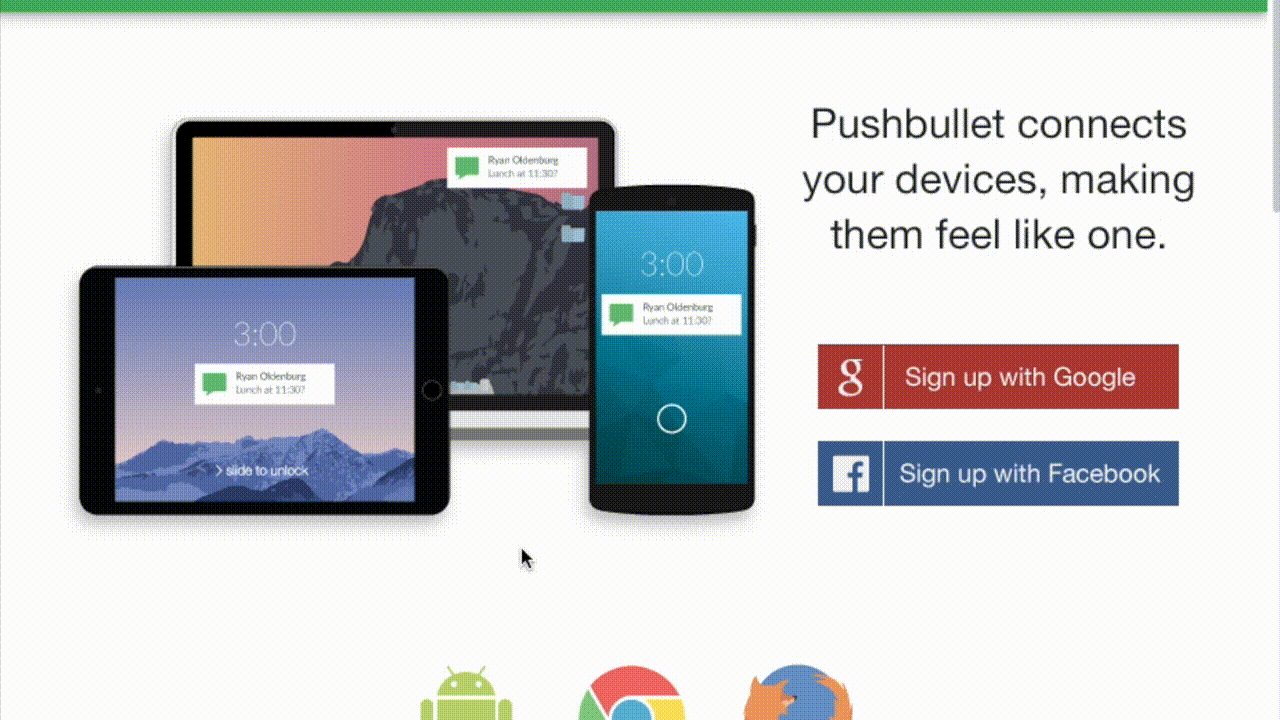 Pushbullet connects
your devices, making
them feel like one.
Ryan Oldenburg
Lunch at 11:30?
3:00
Ryan Oldenburg
Lunch at 11:30?
3:00
Ryan Oldenburg
Lunch at 11:30?
> slide to unlock
g Sign up with Google
f Sign up with Facebook